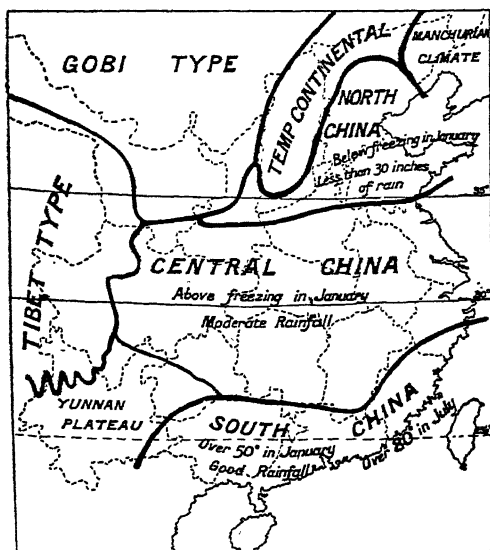 GOBI TYPE
TEMP CONTINENTAL
MANCHURIAN
CLIMATE
NORTH
CHINA
Below freezing in January
Less than 30 inches
of rain
TIBET TYPE
CENTRAL CHINA
Above freezing in January
Moderate Rainfall
YUNNAN
PLATEAU
SOUTH CHINA
Over 50° in January
Good Rainfall
Over 80° in July